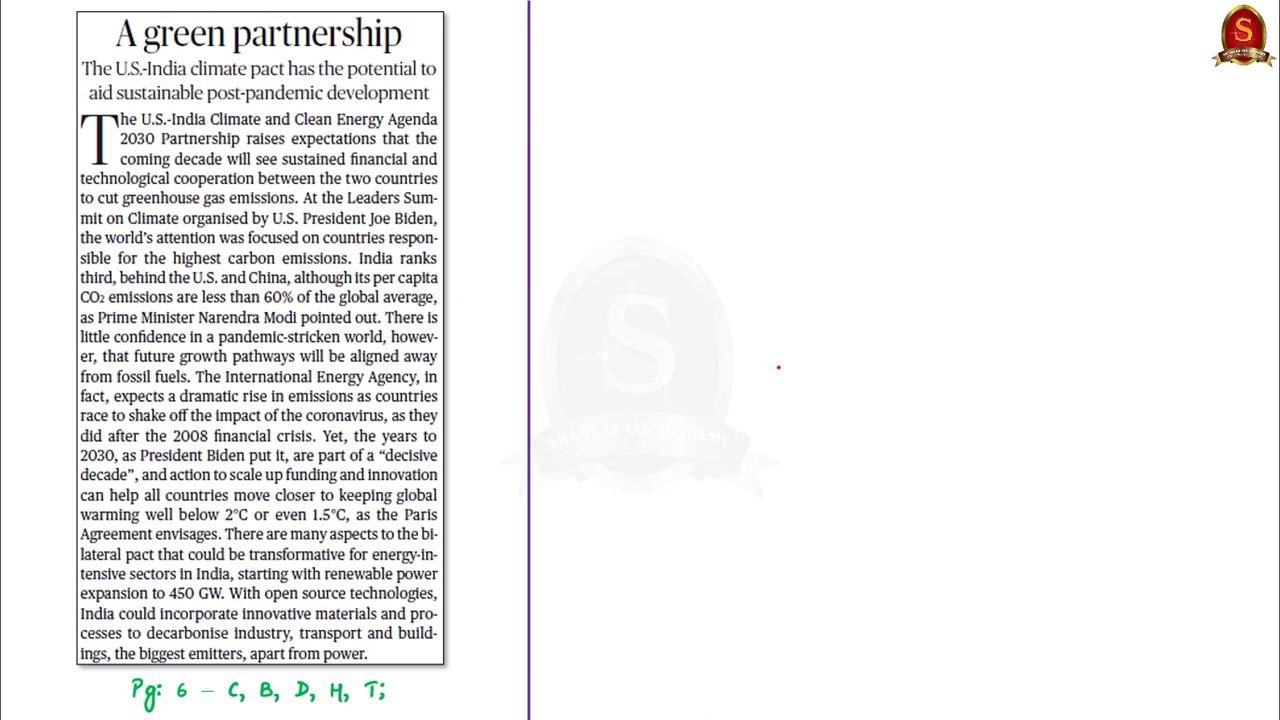 A green partnership
The U.S.-India climate pact has the potential to
aid sustainable post-pandemic development
The U.S.-India Climate and Clean Energy Agenda
2030 Partnership raises expectations that the
coming decade will see sustained financial and
technological cooperation between the two countries
to cut greenhouse gas emissions. At the Leaders Sum-
mit on Climate organised by U.S. President Joe Biden,
the world's attention was focused on countries respon-
sible for the highest carbon emissions. India ranks
third, behind the U.S. and China, although its per capita
CO2 emissions are less than 60% of the global average,
as Prime Minister Narendra Modi pointed out. There is
little confidence in a pandemic-stricken world, howev-
er, that future growth pathways will be aligned away
from fossil fuels. The International Energy Agency, in
fact, expects a dramatic rise in emissions as countries
race to shake off the impact of the coronavirus, as they
did after the 2008 financial crisis. Yet, the years to
2030, as President Biden put it, are part of a “decisive
decade”, and action to scale up funding and innovation
can help all countries move closer to keeping global
warming well below 2°C or even 1.5°C, as the Paris
Agreement envisages. There are many aspects to the bi-
lateral pact that could be transformative for energy-in-
tensive sectors in India, starting with renewable power
expansion to 450 GW. With open source technologies,
India could incorporate innovative materials and pro-
cesses to decarbonise industry, transport and build-
ings, the biggest emitters, apart from power.
Pg: 6 – C, B, D, H, T;
S
SHANKAR IAS ACADEMY
S
SHANKAR IAS ACADEMY